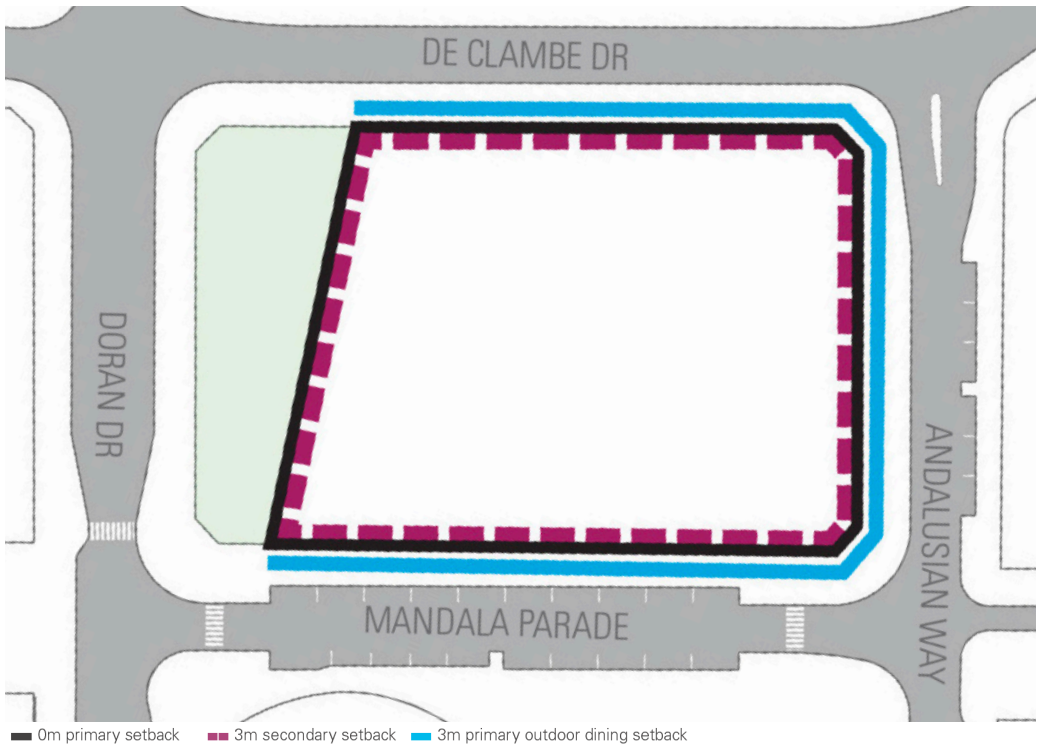 DE CLAMBE DR
DORAN DR
ANDALUSIAN WAY
MANDALA PARADE
0m primary setback
3m secondary setback
3m primary outdoor dining setback